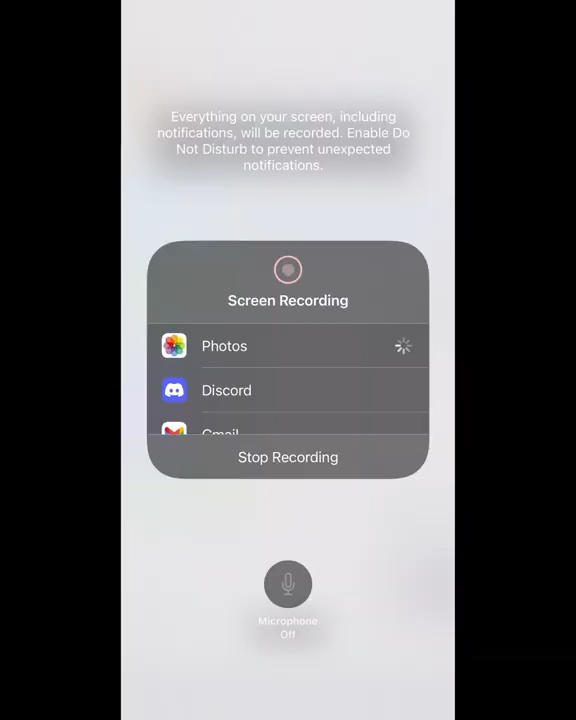 Everything on your screen, including
notifications, will be recorded. Enable Do
Not Disturb to prevent unexpected
notifications.
Screen Recording
Photos
Discord
Gmail
Stop Recording
Microphone
Off